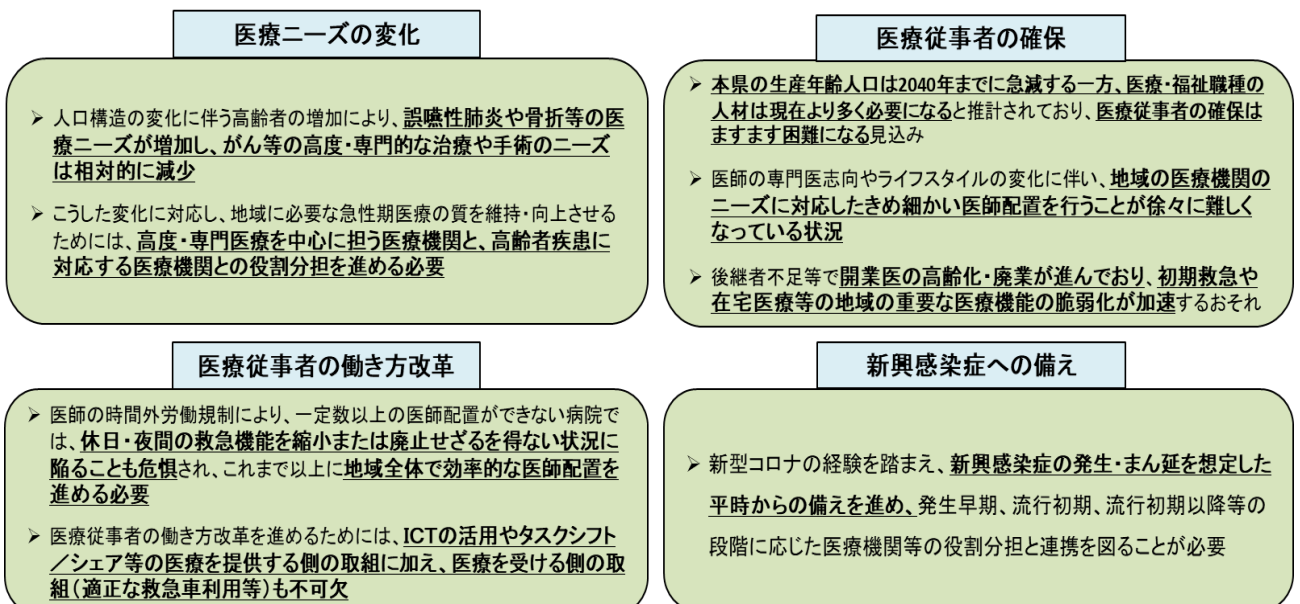 医療ニーズの変化
➢ 人口構造の変化に伴う高齢者の増加により、誤嚥性肺炎や骨折等の医
療ニーズが増加し、がん等の高度・専門的な治療や手術のニーズ
は相対的に減少
➢ こうした変化に対応し、地域に必要な急性期医療の質を維持・向上させる
ためには、高度・専門医療を中心に担う医療機関と、高齢者疾患に
対応する医療機関との役割分担を進める必要
医療従事者の確保
➢ 本県の生産年齢人口は2040年までに急減する一方、医療・福祉職種の
人材は現在より多く必要になると推計されており、医療従事者の確保は
ますます困難になる見込み
➢ 医師の専門医志向やライフスタイルの変化に伴い、地域の医療機関の
ニーズに対応したきめ細かい医師配置を行うことが徐々に難しく
なっている状況
➢ 後継者不足等で開業医の高齢化・廃業が進んでおり、初期救急や
在宅医療等の地域の重要な医療機能の脆弱化が加速するおそれ
医療従事者の働き方改革
➢ 医師の時間外労働規制により、一定数以上の医師配置ができない病院で
は、休日・夜間の救急機能を縮小または廃止せざるを得ない状況に
陥ることも危惧され、これまで以上に地域全体で効率的な医師配置を
進める必要
➢ 医療従事者の働き方改革を進めるためには、ICTの活用やタスクシフト
／シェア等の医療を提供する側の取組に加え、医療を受ける側の取
組（適正な救急車利用等）も不可欠
新興感染症への備え
➢ 新型コロナの経験を踏まえ、新興感染症の発生・まん延を想定した
平時からの備えを進め、発生早期、流行初期、流行初期以降等の
段階に応じた医療機関等の役割分担と連携を図ることが必要